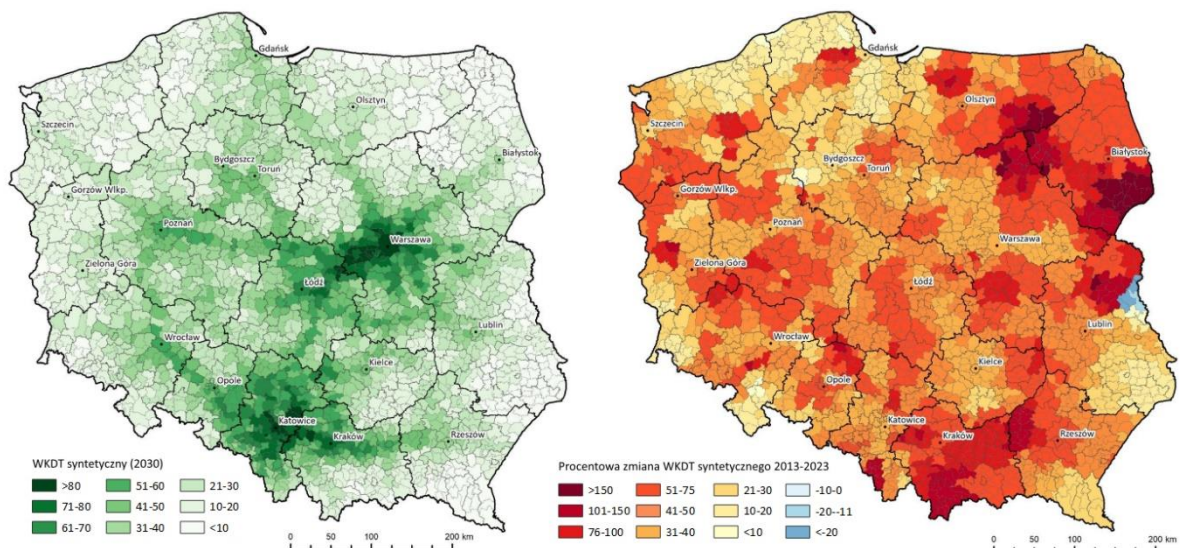 Gdańsk
Olsztyn
Szczecin
Białystok
Bydgoszcz
Toruń
Gorzów Wlkp.
Poznań
Warszawa
Zielona Góra
Łódź
Lublin
Wrocław
Kielce
Opole
Katowice
Kraków
Rzeszów
WKDT syntetyczny (2030)
>80 51-60 21-30
71-80 41-50 10-20
61-70 31-40 <10
0 50 100 200 km
Gdańsk
Olsztyn
Szczecin
Białystok
Bydgoszcz
Toruń
Gorzów Wlkp.
Poznań
Warszawa
Zielona Góra
Łódź
Lublin
Wrocław
Kielce
Opole
Katowice
Kraków
Rzeszów
Procentowa zmiana WKDT syntetycznego 2013-2023
>150 51-75 21-30 -10-0
101-150 41-50 10-20 -20--11
76-100 31-40 <10 <-20
0 50 100 200 km